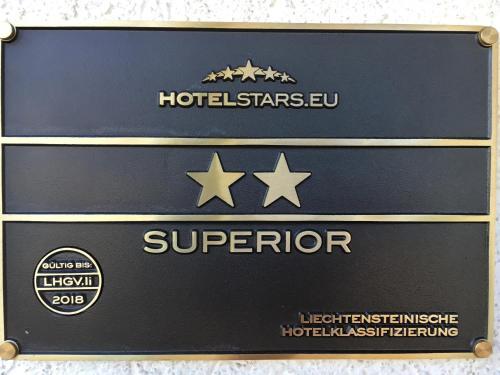 HOTELSTARS.EU
SUPERIOR
GÜLTIG BIS:
LHGV.li
2018
LIECHTENSTEINISCHE
HOTELKLASSIFIZIERUNG